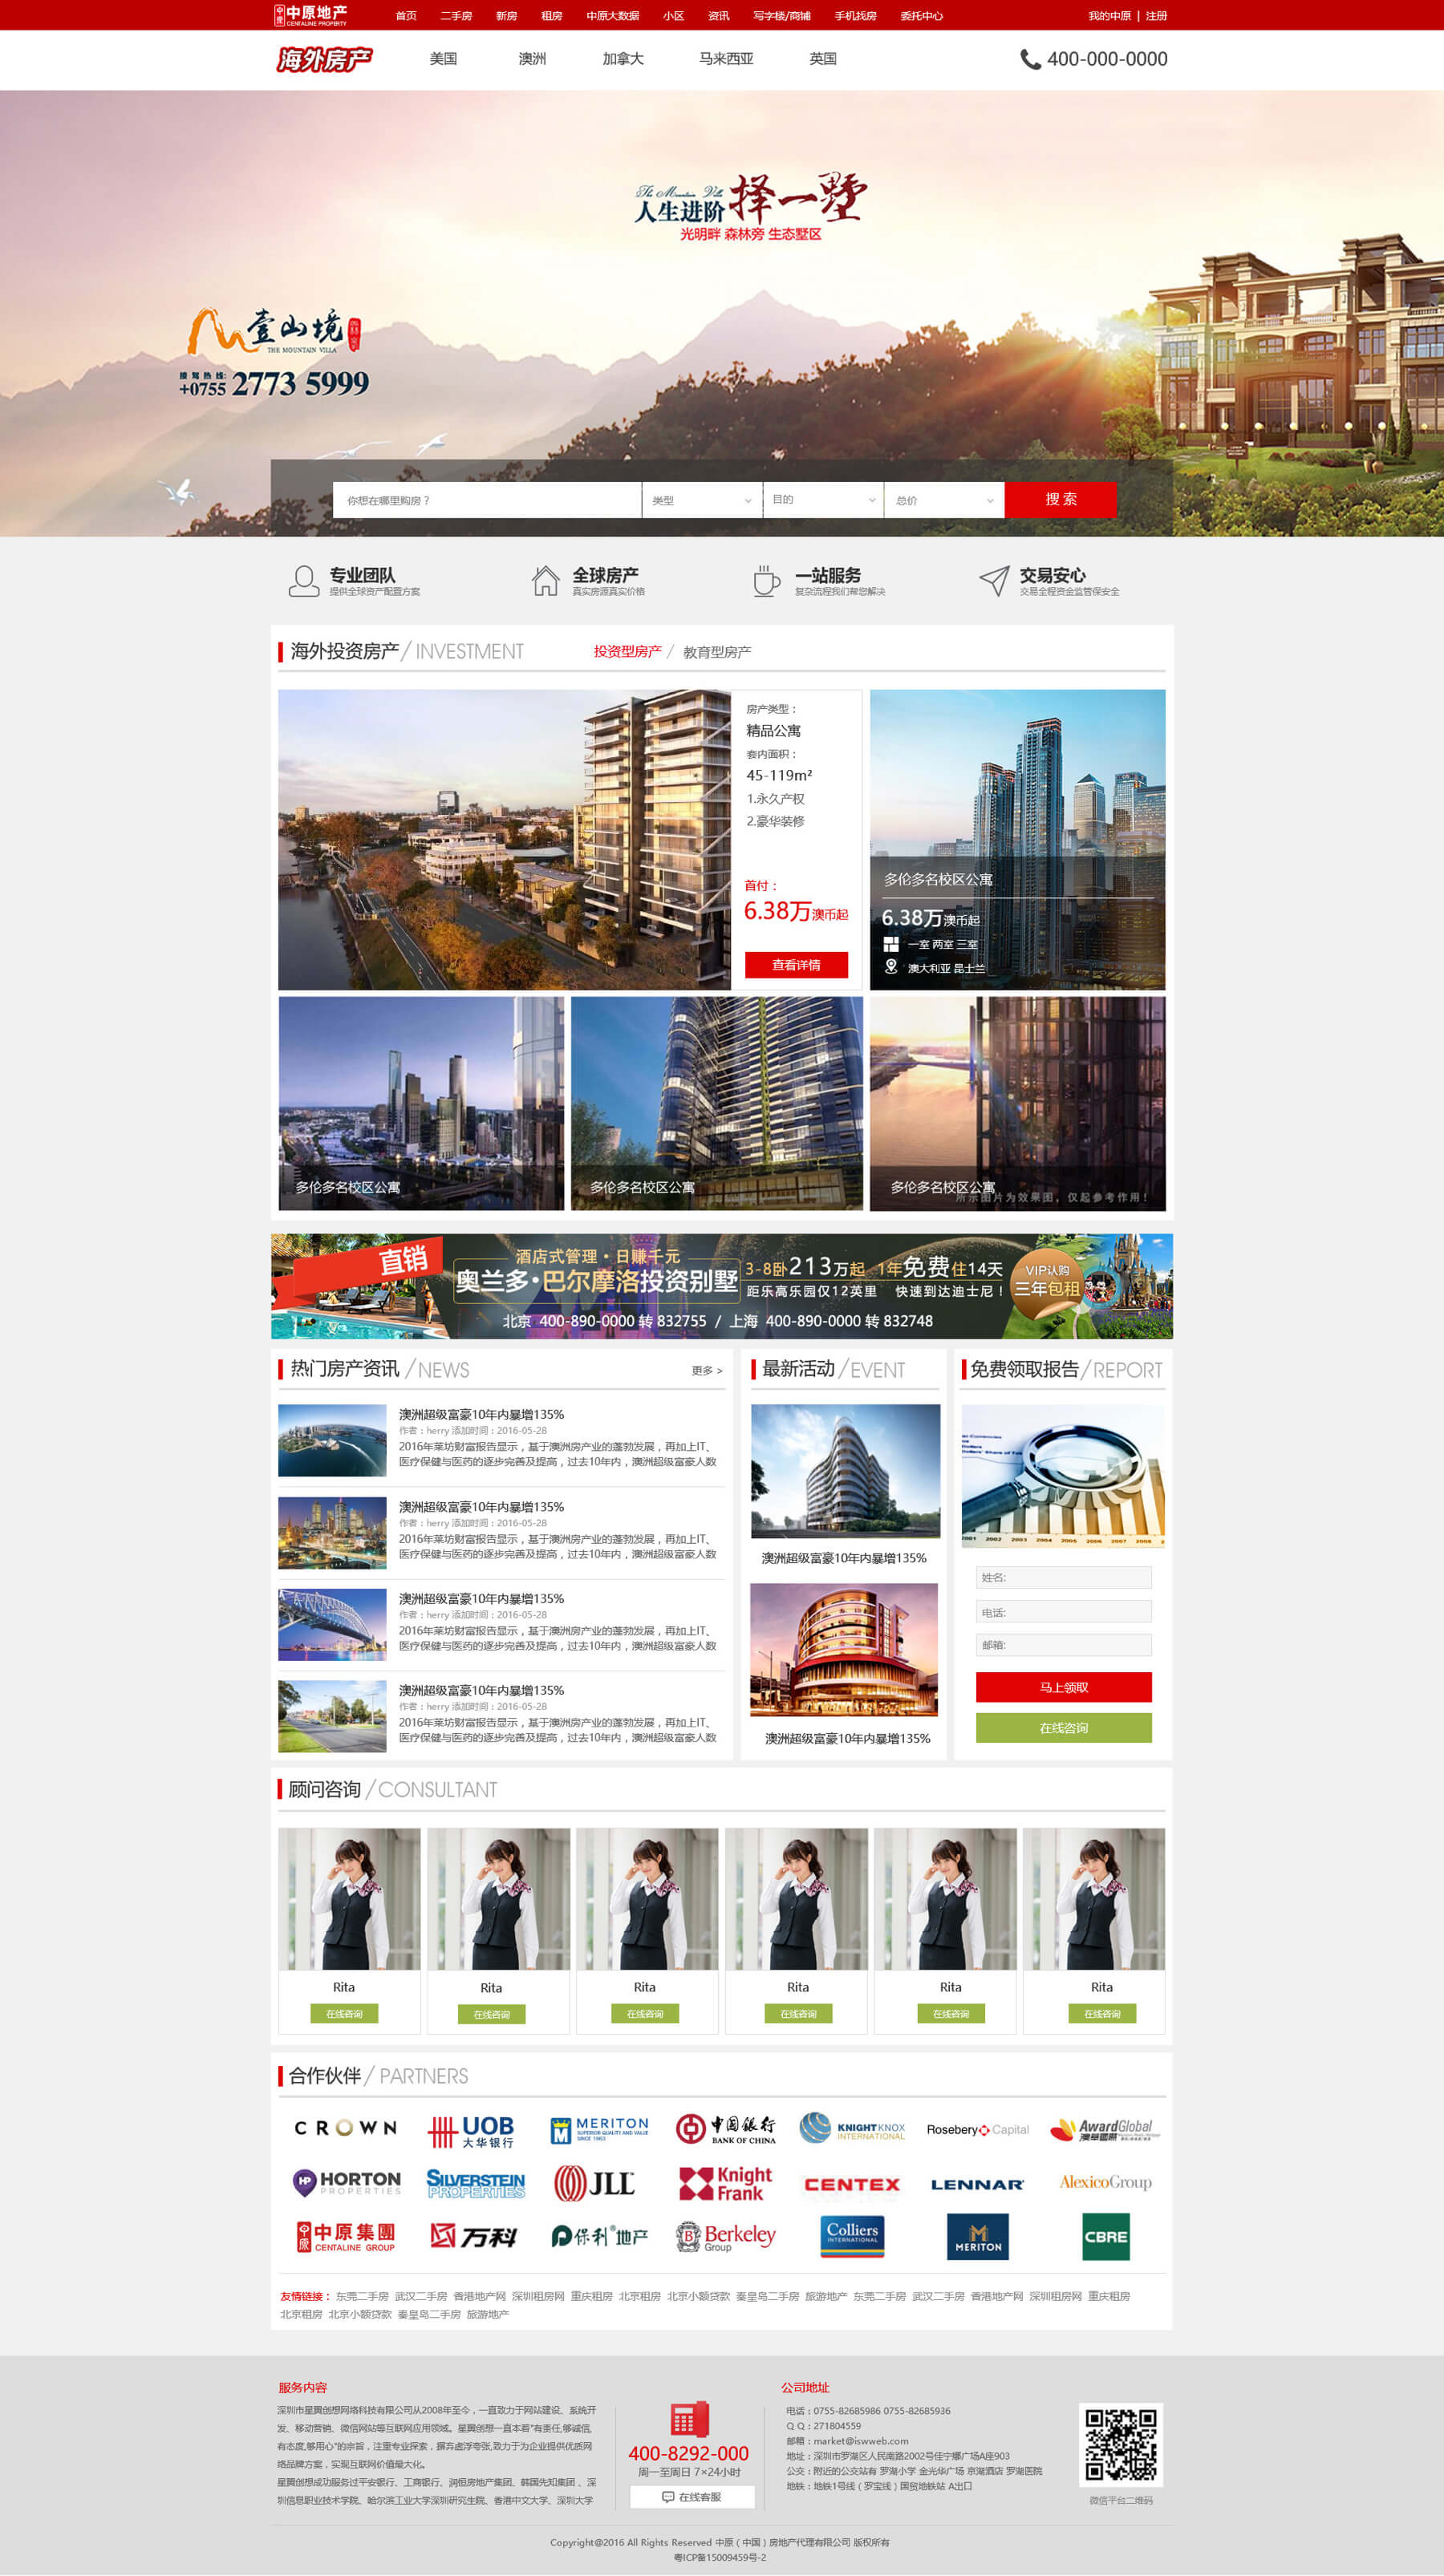 中原地产
CENTALINE PROPERTY
首页 二手房 新房 租房 中原大数据 小区 资讯 写字楼/商铺 手机找房 委托中心
我的中原 | 注册
海外房产
美国 澳洲 加拿大 马来西亚 英国
400-000-0000
The Mountain Villa
人生进阶 择一墅
光明畔 森林旁 生态墅区
壹山境
THE MOUNTAIN VILLA
接驾热线:
+0755 2773 5999
你想在哪里购房？ 类型 目的 总价 搜 索
专业团队
提供全球资产配置方案
全球房产
真实房源真实价格
一站服务
复杂流程我们帮您解决
交易安心
交易全程资金监管保安全
海外投资房产/INVESTMENT
投资型房产 / 教育型房产
房产类型：
精品公寓
套内面积：
45-119m²
1.永久产权
2.豪华装修
首付：
6.38万澳币起
查看详情
多伦多名校区公寓
6.38万澳币起
一室 两室 三室
澳大利亚 昆士兰
多伦多名校区公寓
多伦多名校区公寓
多伦多名校区公寓
所示图片为效果图，仅起参考作用！
直销
酒店式管理·日赚千元
奥兰多·巴尔摩洛投资别墅
3-8卧213万起 1年免费住14天
距乐高乐园仅12英里 快速到达迪士尼！
VIP认购
三年包租
北京 400-890-0000 转 832755 / 上海 400-890-0000 转 832748
热门房产资讯 /NEWS
更多 >
澳洲超级富豪10年内暴增135%
作者：herry 添加时间：2016-05-28
2016年莱坊财富报告显示，基于澳洲房产业的蓬勃发展，再加上IT、
医疗保健与医药的逐步完善及提高，过去10年内，澳洲超级富豪人数
澳洲超级富豪10年内暴增135%
作者：herry 添加时间：2016-05-28
2016年莱坊财富报告显示，基于澳洲房产业的蓬勃发展，再加上IT、
医疗保健与医药的逐步完善及提高，过去10年内，澳洲超级富豪人数
澳洲超级富豪10年内暴增135%
作者：herry 添加时间：2016-05-28
2016年莱坊财富报告显示，基于澳洲房产业的蓬勃发展，再加上IT、
医疗保健与医药的逐步完善及提高，过去10年内，澳洲超级富豪人数
澳洲超级富豪10年内暴增135%
作者：herry 添加时间：2016-05-28
2016年莱坊财富报告显示，基于澳洲房产业的蓬勃发展，再加上IT、
医疗保健与医药的逐步完善及提高，过去10年内，澳洲超级富豪人数
最新活动 /EVENT
澳洲超级富豪10年内暴增135%
澳洲超级富豪10年内暴增135%
免费领取报告/REPORT
2001 2002 2003 2004 2005 2006 2007 2008
姓名:
电话:
邮箱:
马上领取
在线咨询
顾问咨询 /CONSULTANT
Rita Rita Rita Rita Rita Rita
在线咨询 在线咨询 在线咨询 在线咨询 在线咨询 在线咨询
合作伙伴 / PARTNERS
CROWN
UOB
大华银行
MERITON
SUPERIOR QUALITY AND VALUE
SINCE 1963
中国银行
BANK OF CHINA
KNIGHTKNOX
INTERNATIONAL
Rosebery Capital
AwardGlobal
澳華國際
HP HORTON
PROPERTIES
SILVERSTEIN
PROPERTIES
JLL
Knight
Frank
CENTEX
LENNAR
AlexicoGroup
中原 中原集團
CENTALINE GROUP
万科
保利地产
Berkeley
Group
Colliers
INTERNATIONAL
MERITON
CBRE
友情链接： 东莞二手房 武汉二手房 香港地产网 深圳租房网 重庆租房 北京租房 北京小额贷款 秦皇岛二手房 旅游地产 东莞二手房 武汉二手房 香港地产网 深圳租房网 重庆租房
北京租房 北京小额贷款 秦皇岛二手房 旅游地产
服务内容
深圳市星翼创想网络科技有限公司从2008年至今，一直致力于网站建设、系统开
发、移动营销、微信网站等互联网应用领域。星翼创想一直本着"有责任,够诚信,
有态度,够用心"的宗旨，注重专业探索，摒弃虚浮夸张,致力于为企业提供优质网
络品牌方案，实现互联网价值最大化。
星翼创想成功服务过平安银行、工商银行、润恒房地产集团、韩国先知集团 、深
圳信息职业技术学院、哈尔滨工业大学深圳研究生院、香港中文大学、深圳大学
400-8292-000
周一至周日 7×24小时
在线客服
公司地址
电话：0755-82685986 0755-82685936
Q Q：271804559
邮箱：market@iswweb.com
地址：深圳市罗湖区人民南路2002号佳宁娜广场A座903
公交：附近的公交站有 罗湖小学 金光华广场 京湖酒店 罗湖医院
地铁：地铁1号线（罗宝线）国贸地铁站 A出口
微信平台二维码
Copyright@2016 All Rights Reserved 中原（中国）房地产代理有限公司 版权所有
粤ICP备15009459号-2